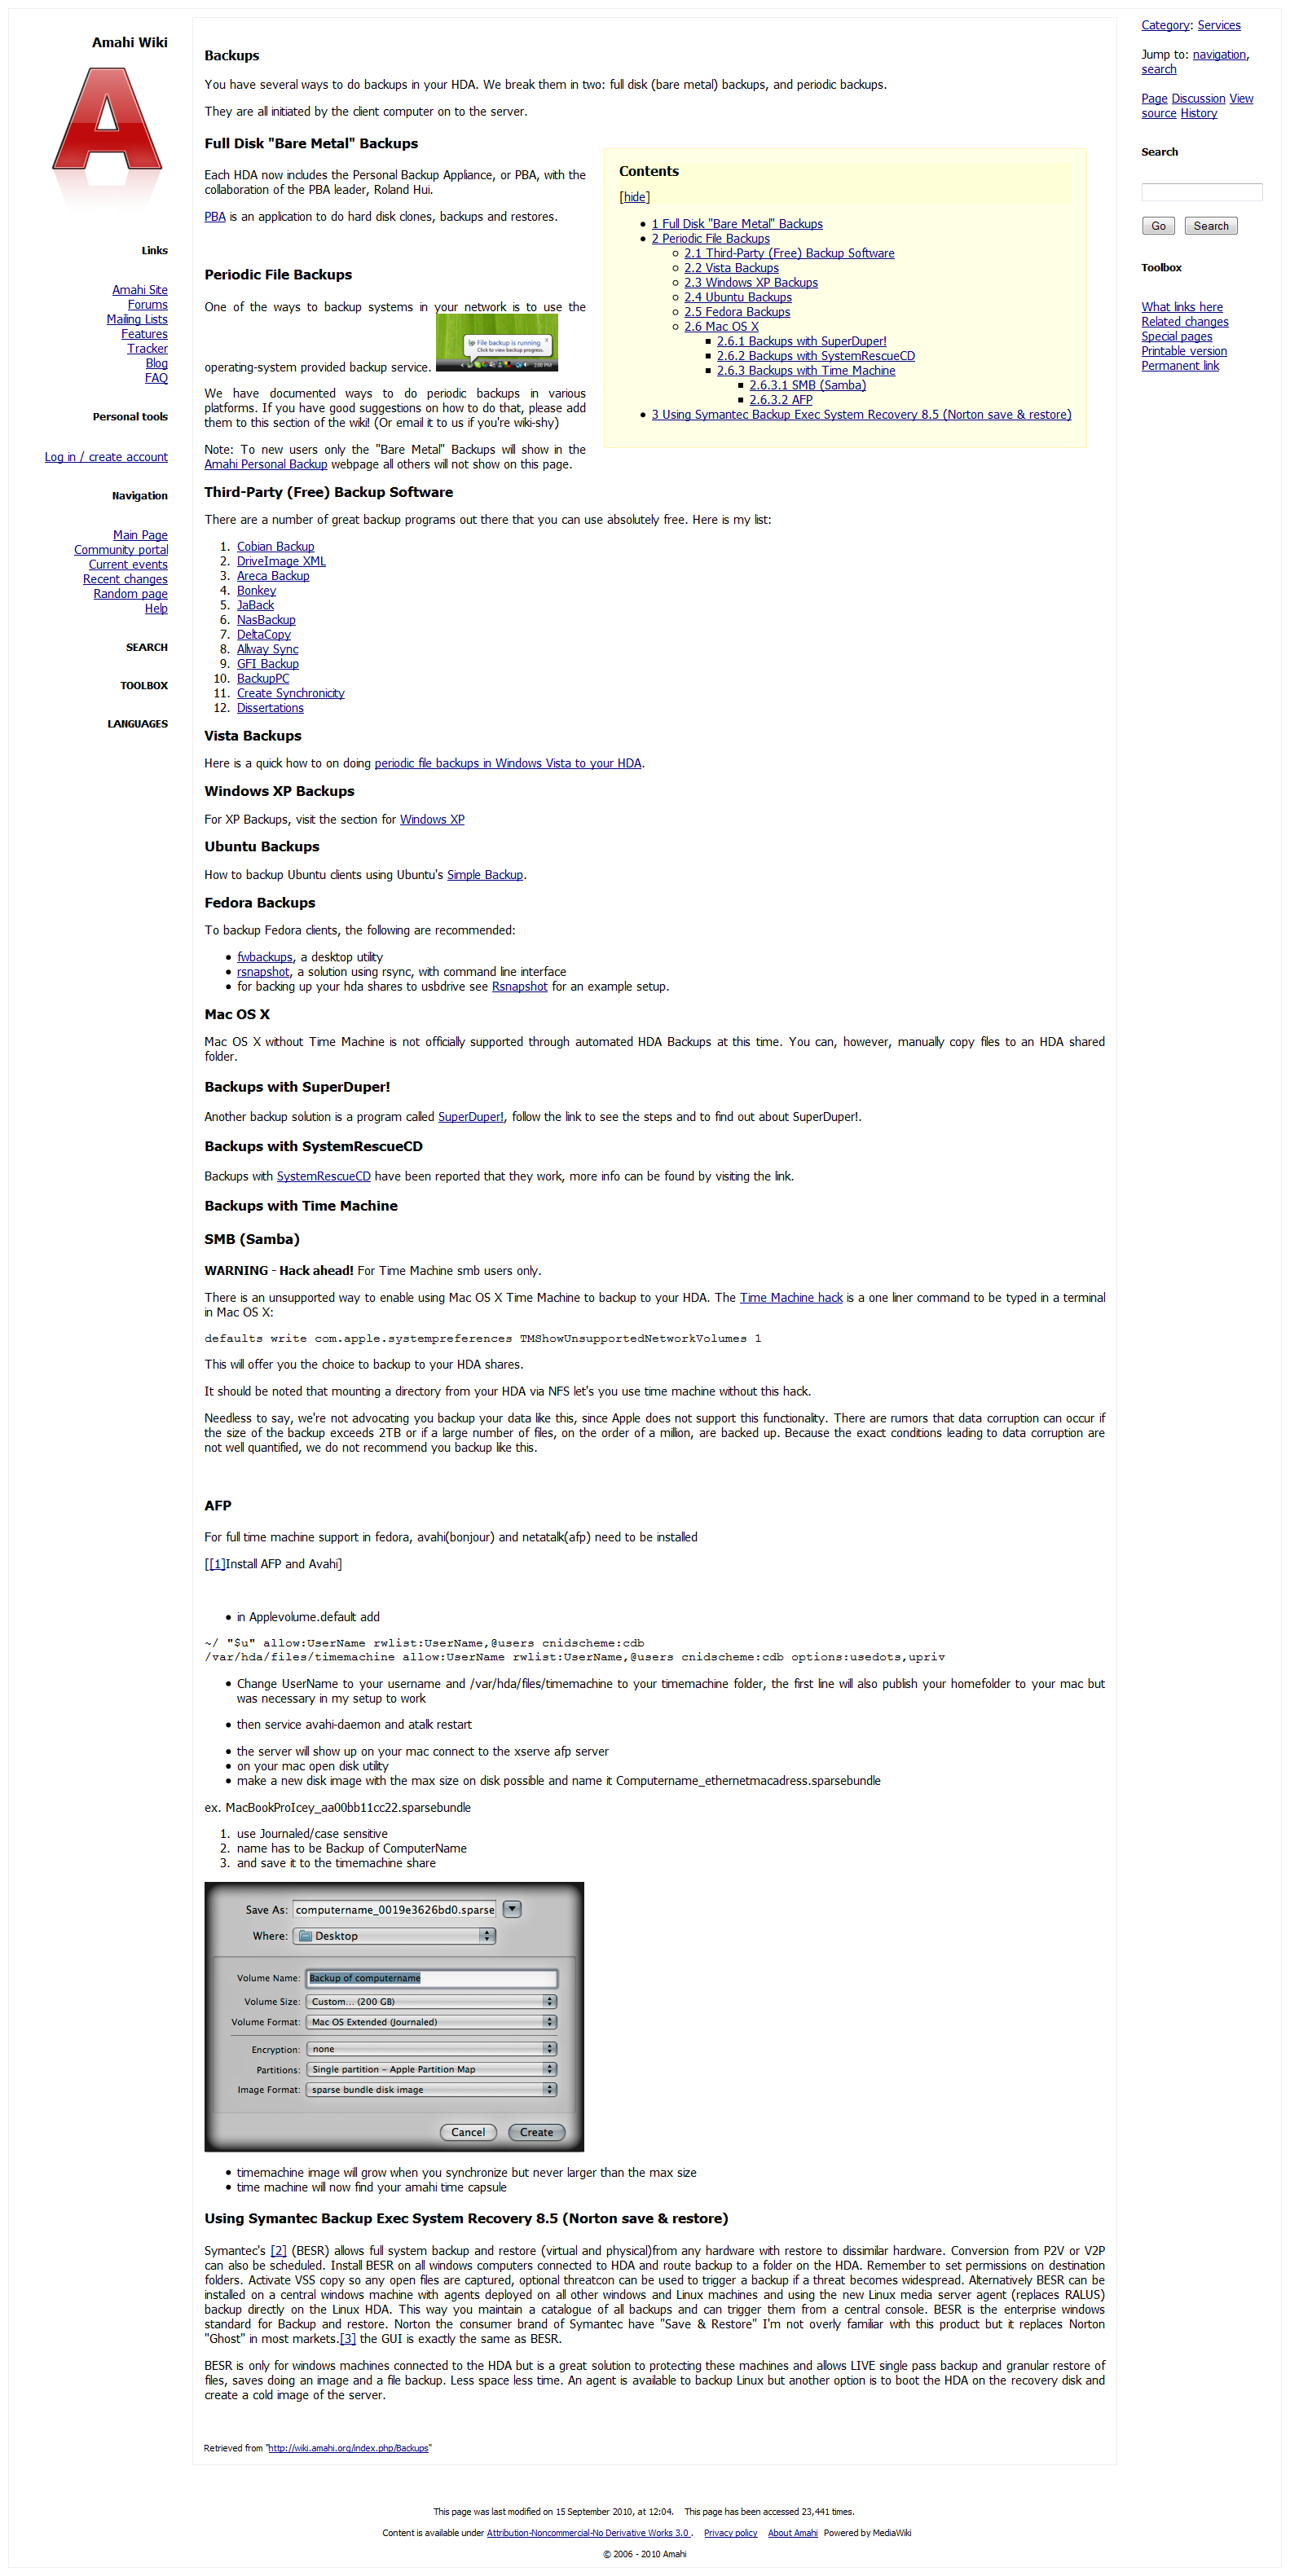 Amahi Wiki
Links
Amahi Site
Forums
Mailing Lists
Features
Tracker
Blog
FAQ
Personal tools
Log in / create account
Navigation
Main Page
Community portal
Current events
Recent changes
Random page
Help
SEARCH
TOOLBOX
LANGUAGES
Backups
You have several ways to do backups in your HDA. We break them in two: full disk (bare metal) backups, and periodic backups.
They are all initiated by the client computer on to the server.
Full Disk "Bare Metal" Backups
Each HDA now includes the Personal Backup Appliance, or PBA, with the
collaboration of the PBA leader, Roland Hui.
PBA is an application to do hard disk clones, backups and restores.
Periodic File Backups
One of the ways to backup systems in your network is to use the
operating-system provided backup service.
File backup is running
Click to view backup progress.
2:00 PM
We have documented ways to do periodic backups in various
platforms. If you have good suggestions on how to do that, please add
them to this section of the wiki! (Or email it to us if you're wiki-shy)
Note: To new users only the "Bare Metal" Backups will show in the
Amahi Personal Backup webpage all others will not show on this page.
Contents
[hide]
1 Full Disk "Bare Metal" Backups
2 Periodic File Backups
2.1 Third-Party (Free) Backup Software
2.2 Vista Backups
2.3 Windows XP Backups
2.4 Ubuntu Backups
2.5 Fedora Backups
2.6 Mac OS X
2.6.1 Backups with SuperDuper!
2.6.2 Backups with SystemRescueCD
2.6.3 Backups with Time Machine
2.6.3.1 SMB (Samba)
2.6.3.2 AFP
3 Using Symantec Backup Exec System Recovery 8.5 (Norton save & restore)
Third-Party (Free) Backup Software
There are a number of great backup programs out there that you can use absolutely free. Here is my list:
1. Cobian Backup
2. DriveImage XML
3. Areca Backup
4. Bonkey
5. JaBack
6. NasBackup
7. DeltaCopy
8. Allway Sync
9. GFI Backup
10. BackupPC
11. Create Synchronicity
12. Dissertations
Vista Backups
Here is a quick how to on doing periodic file backups in Windows Vista to your HDA.
Windows XP Backups
For XP Backups, visit the section for Windows XP
Ubuntu Backups
How to backup Ubuntu clients using Ubuntu's Simple Backup.
Fedora Backups
To backup Fedora clients, the following are recommended:
fwbackups, a desktop utility
rsnapshot, a solution using rsync, with command line interface
for backing up your hda shares to usbdrive see Rsnapshot for an example setup.
Mac OS X
Mac OS X without Time Machine is not officially supported through automated HDA Backups at this time. You can, however, manually copy files to an HDA shared
folder.
Backups with SuperDuper!
Another backup solution is a program called SuperDuper!, follow the link to see the steps and to find out about SuperDuper!.
Backups with SystemRescueCD
Backups with SystemRescueCD have been reported that they work, more info can be found by visiting the link.
Backups with Time Machine
SMB (Samba)
WARNING - Hack ahead! For Time Machine smb users only.
There is an unsupported way to enable using Mac OS X Time Machine to backup to your HDA. The Time Machine hack is a one liner command to be typed in a terminal
in Mac OS X:
defaults write com.apple.systempreferences TMShowUnsupportedNetworkVolumes 1
This will offer you the choice to backup to your HDA shares.
It should be noted that mounting a directory from your HDA via NFS let's you use time machine without this hack.
Needless to say, we're not advocating you backup your data like this, since Apple does not support this functionality. There are rumors that data corruption can occur if
the size of the backup exceeds 2TB or if a large number of files, on the order of a million, are backed up. Because the exact conditions leading to data corruption are
not well quantified, we do not recommend you backup like this.
AFP
For full time machine support in fedora, avahi(bonjour) and netatalk(afp) need to be installed
[[1]Install AFP and Avahi]
in Applevolume.default add
~/ "$u" allow:UserName rwlist:UserName,@users cnidscheme:cdb
/var/hda/files/timemachine allow:UserName rwlist:UserName,@users cnidscheme:cdb options:usedots,upriv
Change UserName to your username and /var/hda/files/timemachine to your timemachine folder, the first line will also publish your homefolder to your mac but
was necessary in my setup to work
then service avahi-daemon and atalk restart
the server will show up on your mac connect to the xserve afp server
on your mac open disk utility
make a new disk image with the max size on disk possible and name it Computername_ethernetmacadress.sparsebundle
ex. MacBookProIcey_aa00bb11cc22.sparsebundle
1. use Journaled/case sensitive
2. name has to be Backup of ComputerName
3. and save it to the timemachine share
Save As: computername_0019e3626bd0.sparse
Where: Desktop
Volume Name: Backup of computername
Volume Size: Custom... (200 GB)
Volume Format: Mac OS Extended (Journaled)
Encryption: none
Partitions: Single partition - Apple Partition Map
Image Format: sparse bundle disk image
Cancel Create
timemachine image will grow when you synchronize but never larger than the max size
time machine will now find your amahi time capsule
Using Symantec Backup Exec System Recovery 8.5 (Norton save & restore)
Symantec's [2] (BESR) allows full system backup and restore (virtual and physical)from any hardware with restore to dissimilar hardware. Conversion from P2V or V2P
can also be scheduled. Install BESR on all windows computers connected to HDA and route backup to a folder on the HDA. Remember to set permissions on destination
folders. Activate VSS copy so any open files are captured, optional threatcon can be used to trigger a backup if a threat becomes widespread. Alternatively BESR can be
installed on a central windows machine with agents deployed on all other windows and Linux machines and using the new Linux media server agent (replaces RALUS)
backup directly on the Linux HDA. This way you maintain a catalogue of all backups and can trigger them from a central console. BESR is the enterprise windows
standard for Backup and restore. Norton the consumer brand of Symantec have "Save & Restore" I'm not overly familiar with this product but it replaces Norton
"Ghost" in most markets.[3] the GUI is exactly the same as BESR.
BESR is only for windows machines connected to the HDA but is a great solution to protecting these machines and allows LIVE single pass backup and granular restore of
files, saves doing an image and a file backup. Less space less time. An agent is available to backup Linux but another option is to boot the HDA on the recovery disk and
create a cold image of the server.
Retrieved from "http://wiki.amahi.org/index.php/Backups"
Category: Services
Jump to: navigation,
search
Page Discussion View
source History
Search
Go Search
Toolbox
What links here
Related changes
Special pages
Printable version
Permanent link
This page was last modified on 15 September 2010, at 12:04. This page has been accessed 23,441 times.
Content is available under Attribution-Noncommercial-No Derivative Works 3.0 . Privacy policy About Amahi Powered by MediaWiki
© 2006 - 2010 Amahi